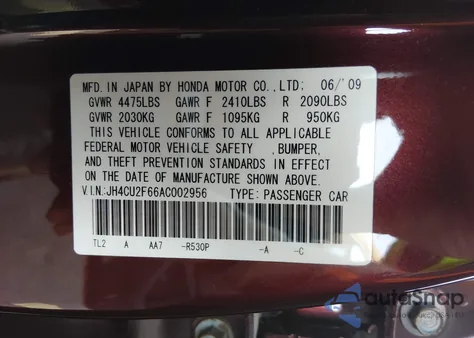 MFD.IN JAPAN BY HONDA MOTOR CO.,LTD: 06/'09
GVWR 4475LBS GAWR F 2410LBS R 2090LBS
GVWR 2030KG GAWR F 1095KG R 950KG
THIS VEHICLE CONFORMS TO ALL APPLICABLE
FEDERAL MOTOR VEHICLE SAFETY ,BUMPER,
AND THEFT PREVENTION STANDARDS IN EFFECT
ON THE DATE OF MANUFACTURE SHOWN ABOVE.
V.I.N:JH4CU2F66AC002956 TYPE: PASSENGER CAR
TL2 A AA7 -R530P -A -C
autoSnap